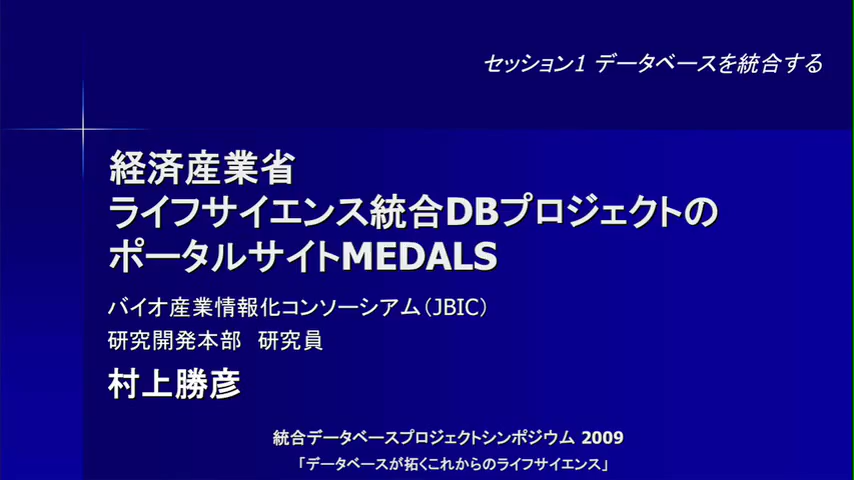 セッション1 データベースを統合する
経済産業省
ライフサイエンス統合DBプロジェクトの
ポータルサイトMEDALS
バイオ産業情報化コンソーシアム（JBIC）
研究開発本部　研究員
村上勝彦
統合データベースプロジェクトシンポジウム 2009
「データベースが拓くこれからのライフサイエンス」